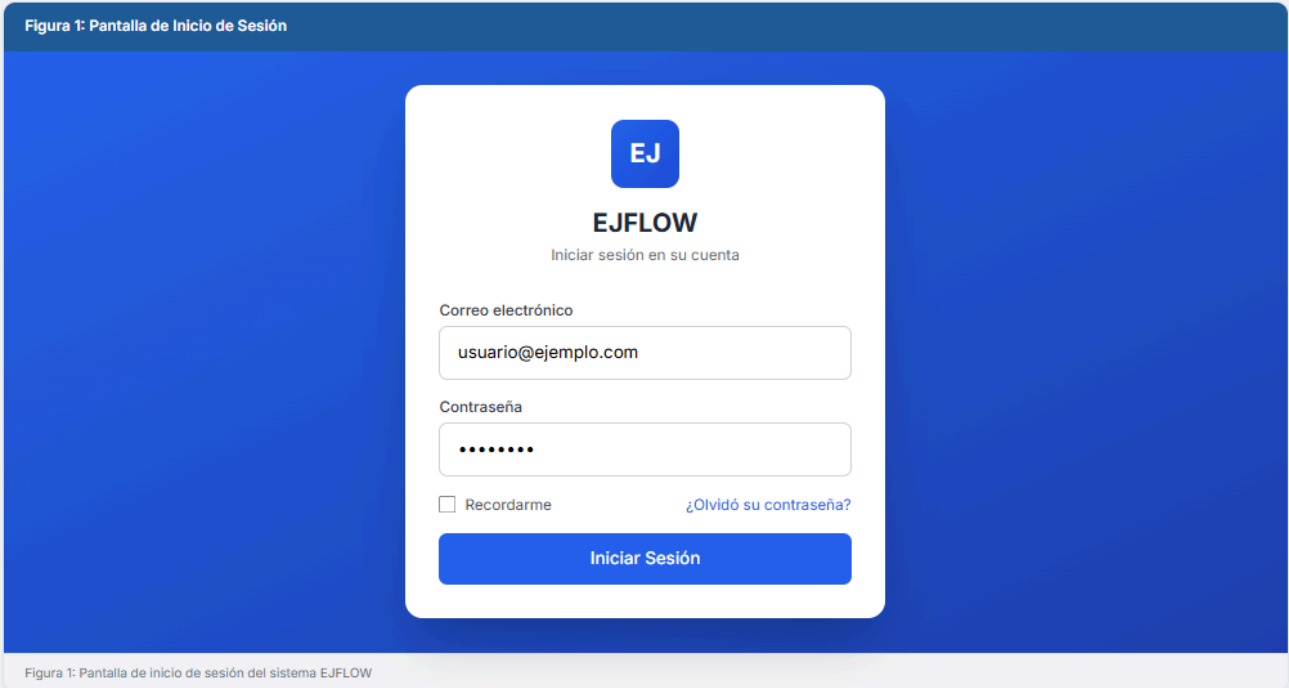 Figura 1: Pantalla de Inicio de Sesión
EJ
EJFLOW
Iniciar sesión en su cuenta
Correo electrónico
usuario@ejemplo.com
Contraseña
••••••••
Recordarme
¿Olvidó su contraseña?
Iniciar Sesión
Figura 1: Pantalla de inicio de sesión del sistema EJFLOW